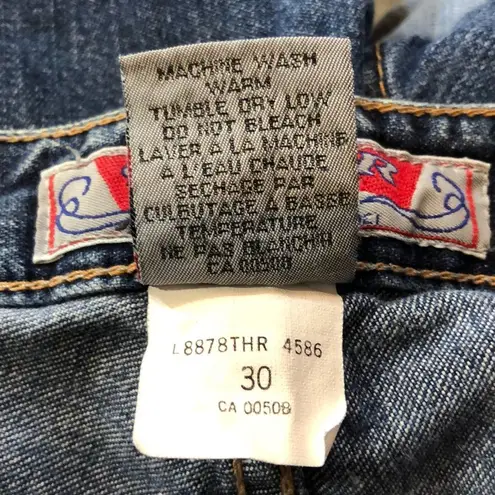 MACHINE WASH
WARM
TUMBLE DRY LOW
DO NOT BLEACH
LAVER A LA MACHINE
A L'EAU CHAUDE
SECHAGE PAR
CULBUTAGE A BASSE
TEMPERATURE
NE PAS BLANCHIR
CA 00508
L8878THR 4586
30
CA 00508